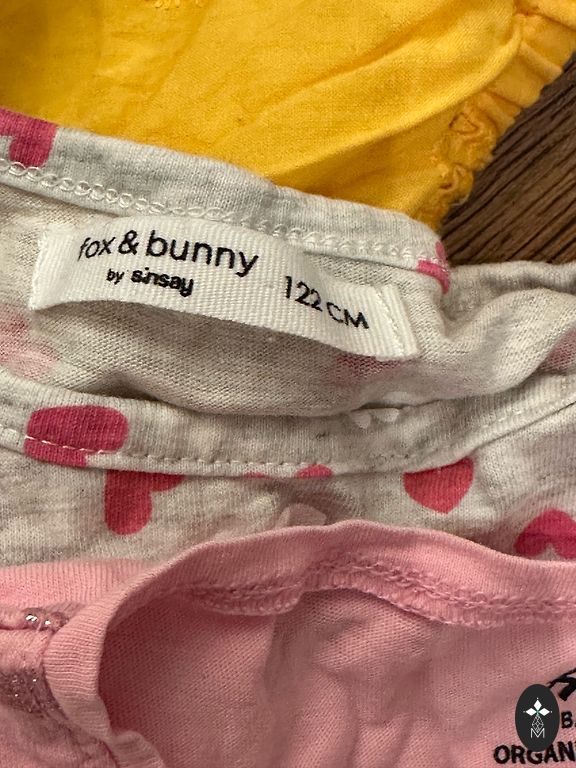 fox & bunny
by sinsay
122 CM
ORGAN